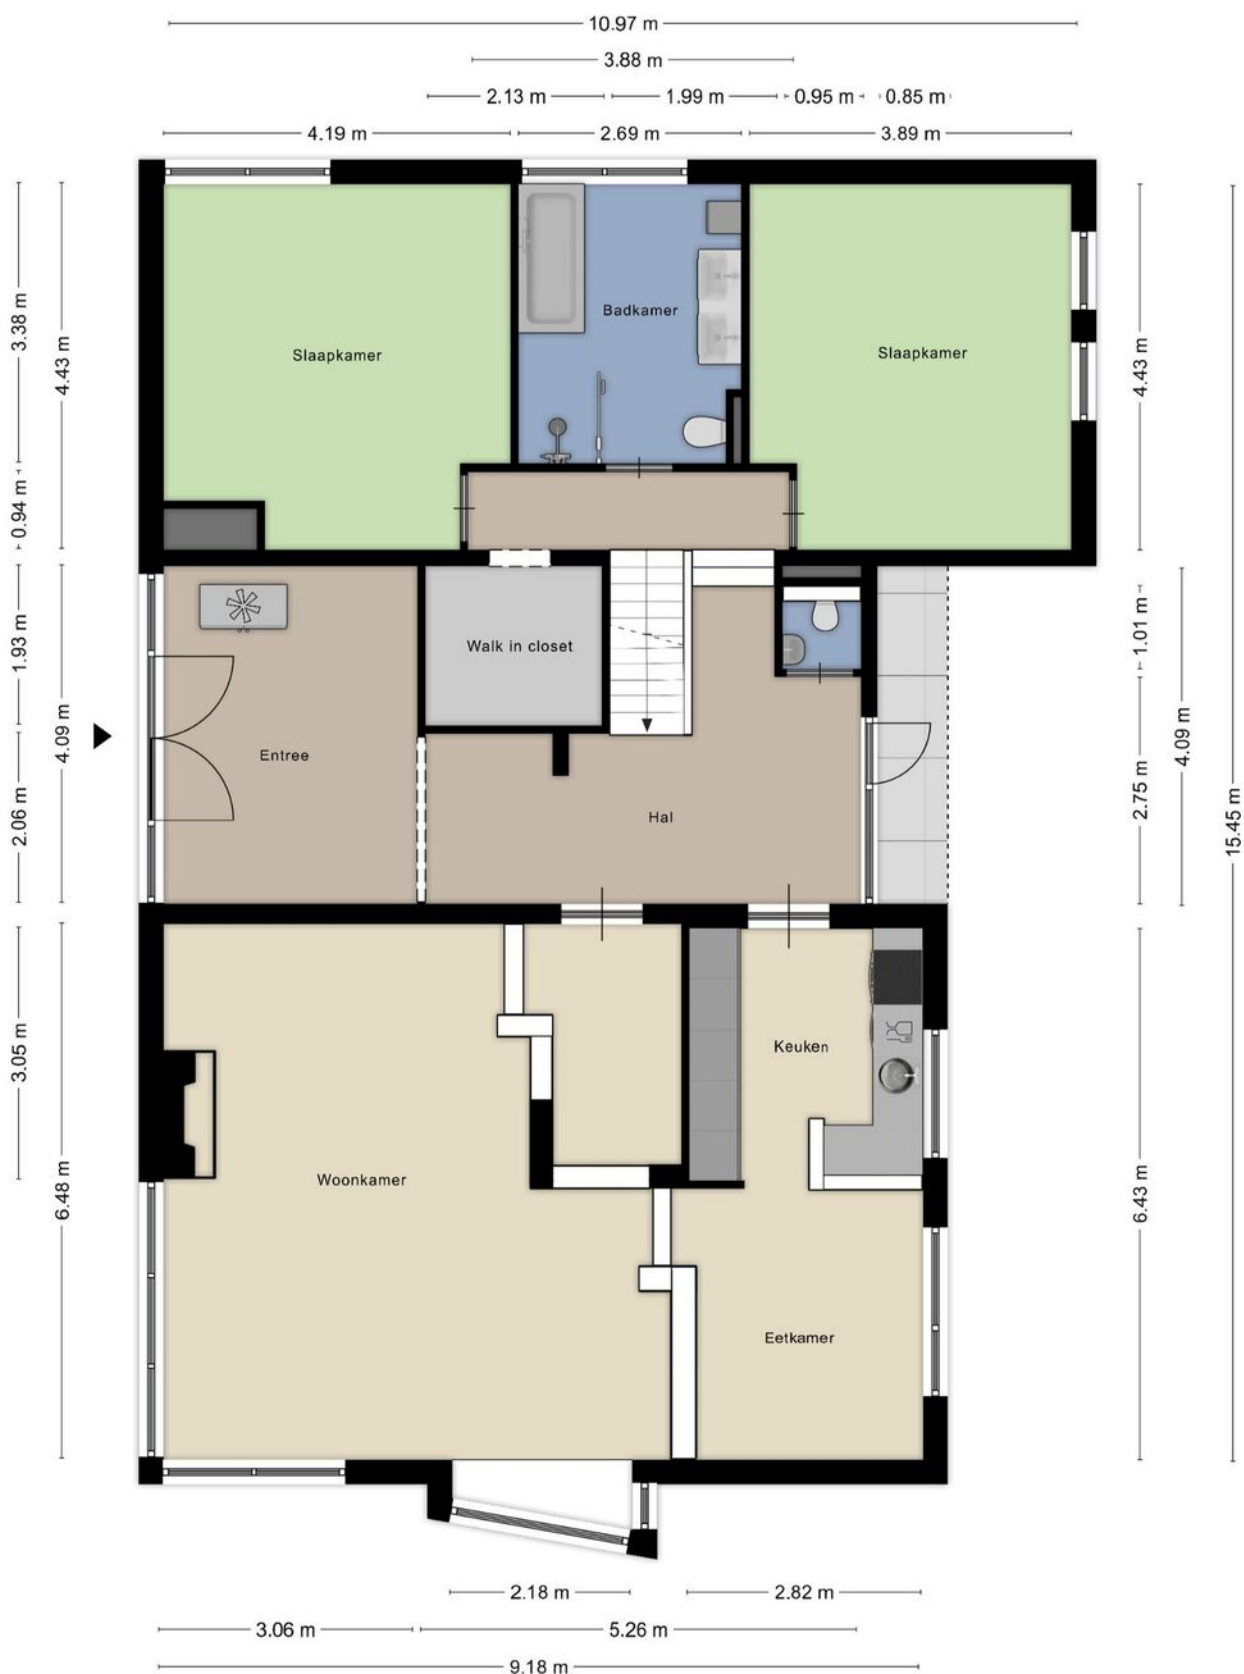 10.97 m
3.88 m
2.13 m
1.99 m
0.95 m
0.85 m
4.19 m
2.69 m
3.89 m
3.38 m
4.43 m
Slaapkamer
Badkamer
Slaapkamer
4.43 m
0.94 m
1.93 m
4.09 m
2.06 m
Walk in closet
Entree
Hal
1.01 m
2.75 m
4.09 m
15.45 m
3.05 m
6.48 m
Keuken
Woonkamer
Eetkamer
6.43 m
2.18 m
2.82 m
3.06 m
5.26 m
9.18 m